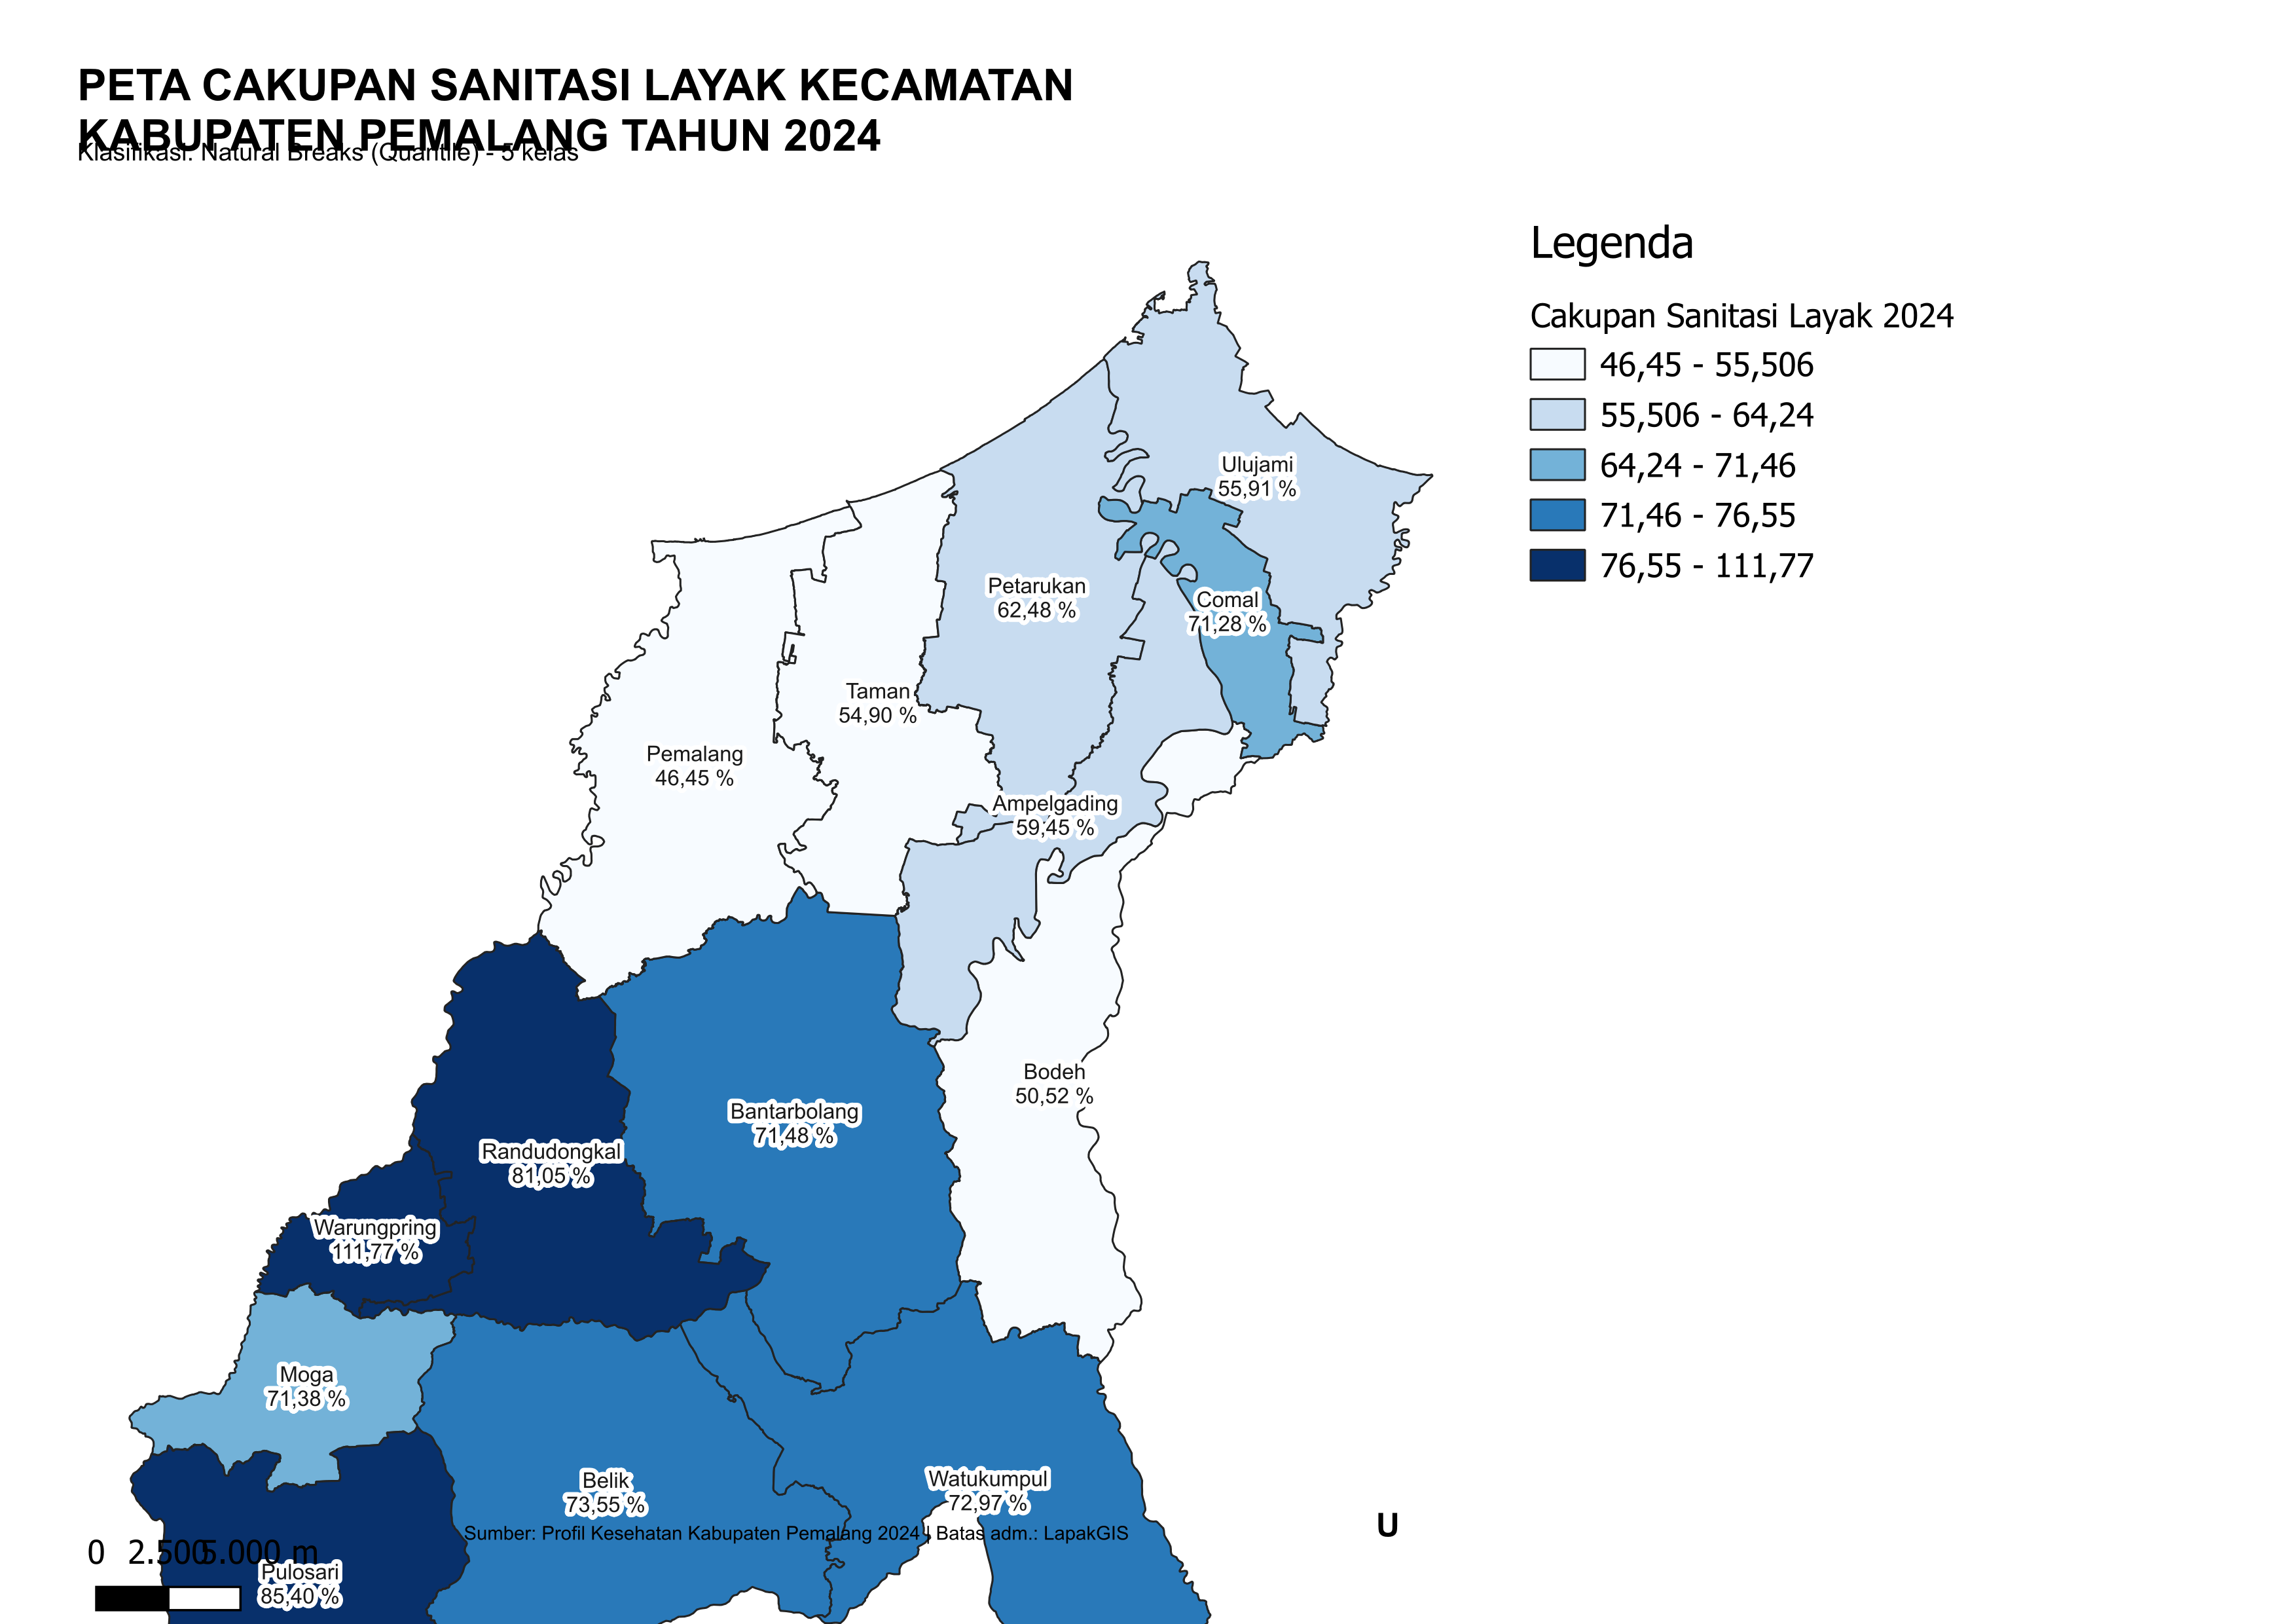 PETA CAKUPAN SANITASI LAYAK KECAMATAN
KABUPATEN PEMALANG TAHUN 2024
Klasifikasi: Natural Breaks (Quantile) - 5 kelas
Legenda
Cakupan Sanitasi Layak 2024
46,45 - 55,506
55,506 - 64,24
64,24 - 71,46
71,46 - 76,55
76,55 - 111,77
Ulujami
55,91 %
Petarukan
62,48 %
Comal
71,28 %
Taman
54,90 %
Pemalang
46,45 %
Ampelgading
59,45 %
Bodeh
50,52 %
Bantarbolang
71,48 %
Randudongkal
81,05 %
Warungpring
111,77 %
Moga
71,38 %
Belik
73,55 %
Watukumpul
72,97 %
Sumber: Profil Kesehatan Kabupaten Pemalang 2024 | Batas adm.: LapakGIS
U
0 2.500 5.000 m
Pulosari
85,40 %